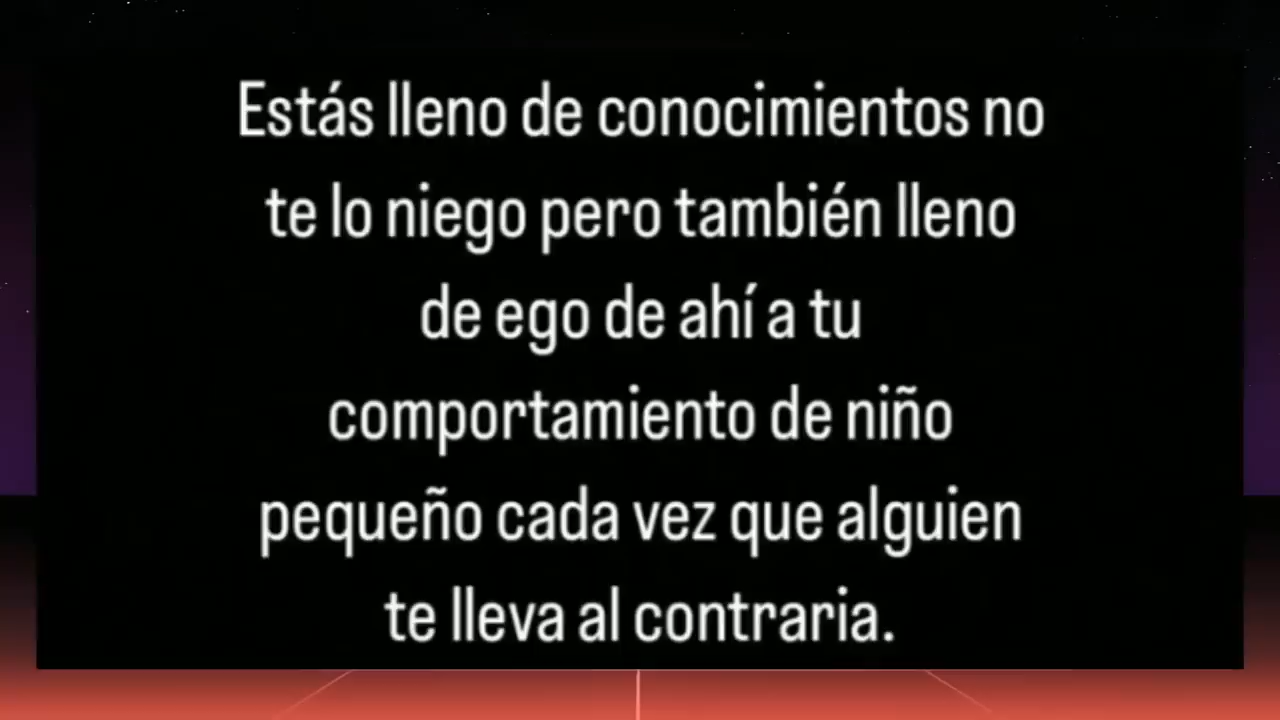 Estás lleno de conocimientos no
te lo niego pero también lleno
de ego de ahí a tu
comportamiento de niño
pequeño cada vez que alguien
te lleva al contraria.